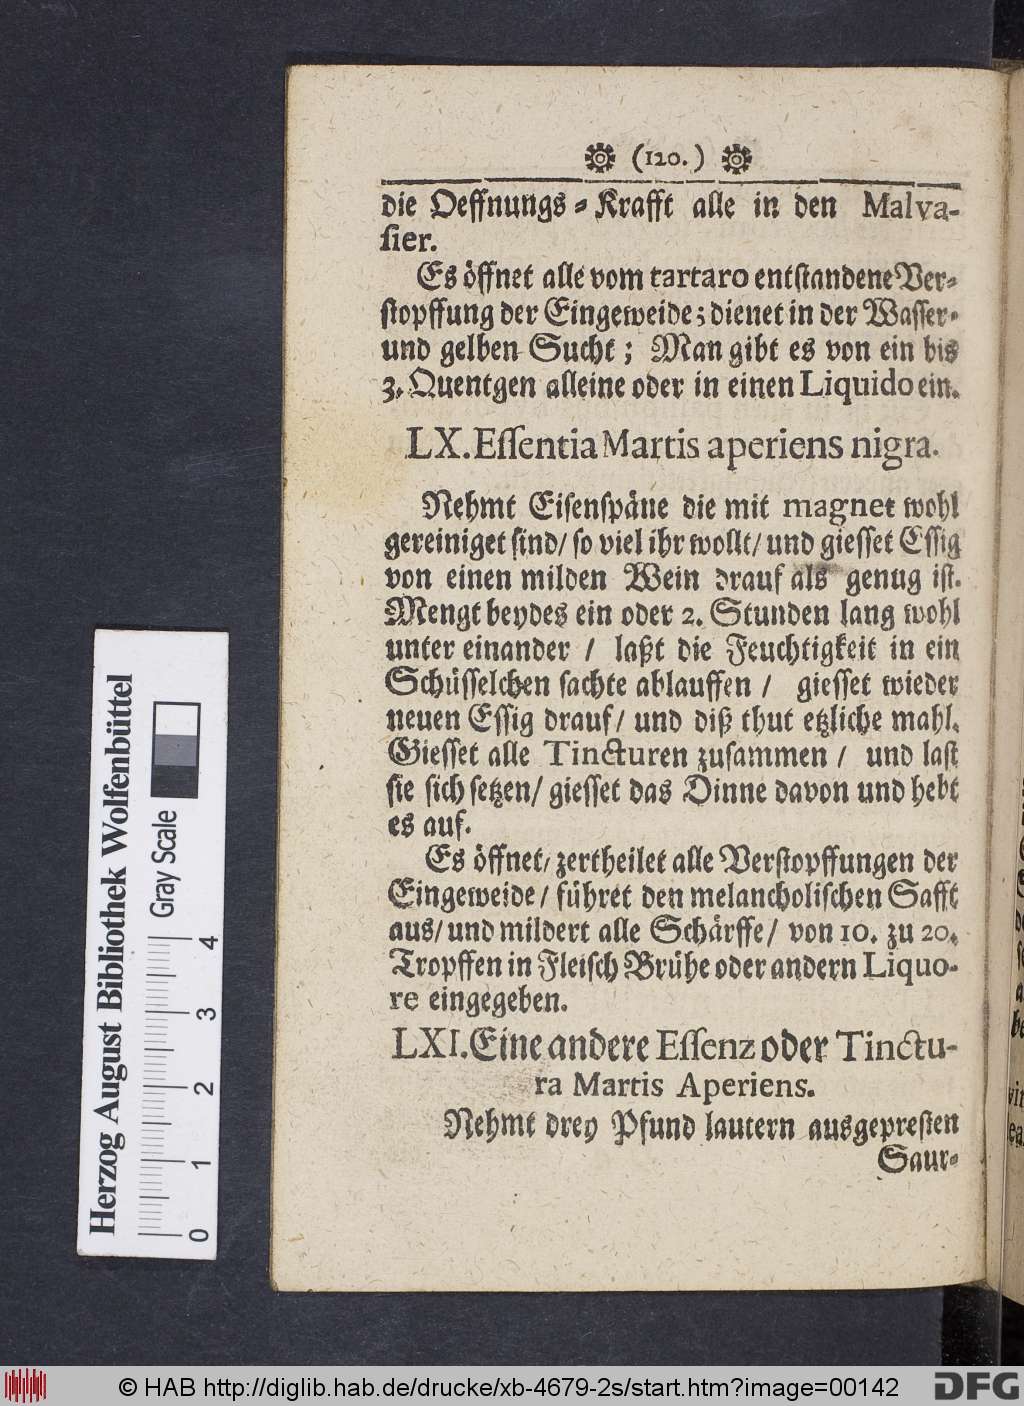 (120.)
die Oeffnungs-Krafft alle in den Malva-
sier.
Es öffnet alle vom tartaro entstandene Ver-
stopffung der Eingeweide; dienet in der Wasser-
und gelben Sucht; Man gibt es von ein bis
3. Quentgen alleine oder in einen Liquido ein.
LX. Essentia Martis aperiens nigra.
Nehmt Eisenspäne die mit magnet wohl
gereiniget sind/ so viel ihr wollt/ und giesset Essig
von einen milden Wein drauf als genug ist.
Mengt beydes ein oder 2. Stunden lang wohl
unter einander / laßt die Feuchtigkeit in ein
Schüsselchen sachte ablauffen / giesset wieder
neuen Essig drauf/ und diß thut etzliche mahl.
Giesset alle Tincturen zusammen / und last
sie sich setzen/ giesset das Dinne davon und hebt
es auf.
Es öffnet/ zertheilet alle Verstopffungen der
Eingeweide/ führet den melancholischen Safft
aus/ und mildert alle Schärffe/ von 10. zu 20.
Tropffen in Fleisch Brühe oder andern Liquo-
re eingegeben.
LXI. Eine andere Essenz oder Tinctu-
ra Martis Aperiens.
Nehmt drey Pfund lautern ausgepresten
Saur-
Herzog August Bibliothek Wolfenbüttel
Gray Scale
0 1 2 3 4
© HAB http://diglib.hab.de/drucke/xb-4679-2s/start.htm?image=00142
DFG